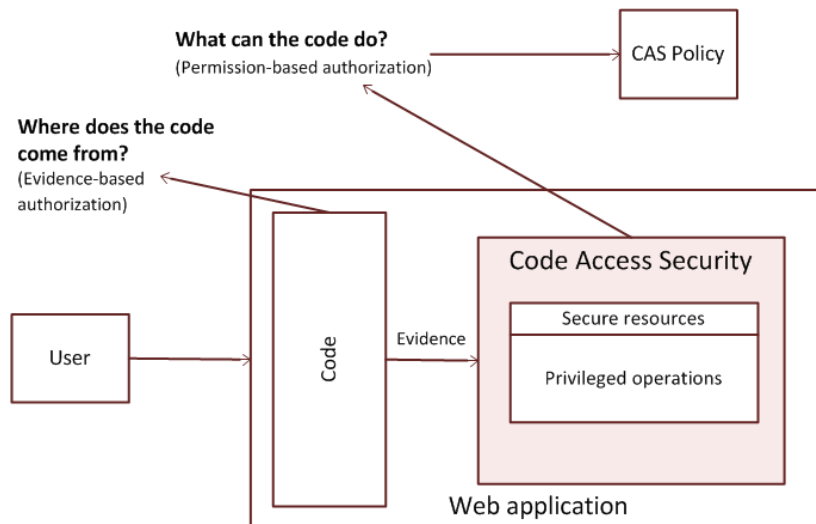 What can the code do?
(Permission-based authorization)
CAS Policy
Where does the code
come from?
(Evidence-based
authorization)
Code Access Security
Secure resources
Privileged operations
User
Code
Evidence
Web application